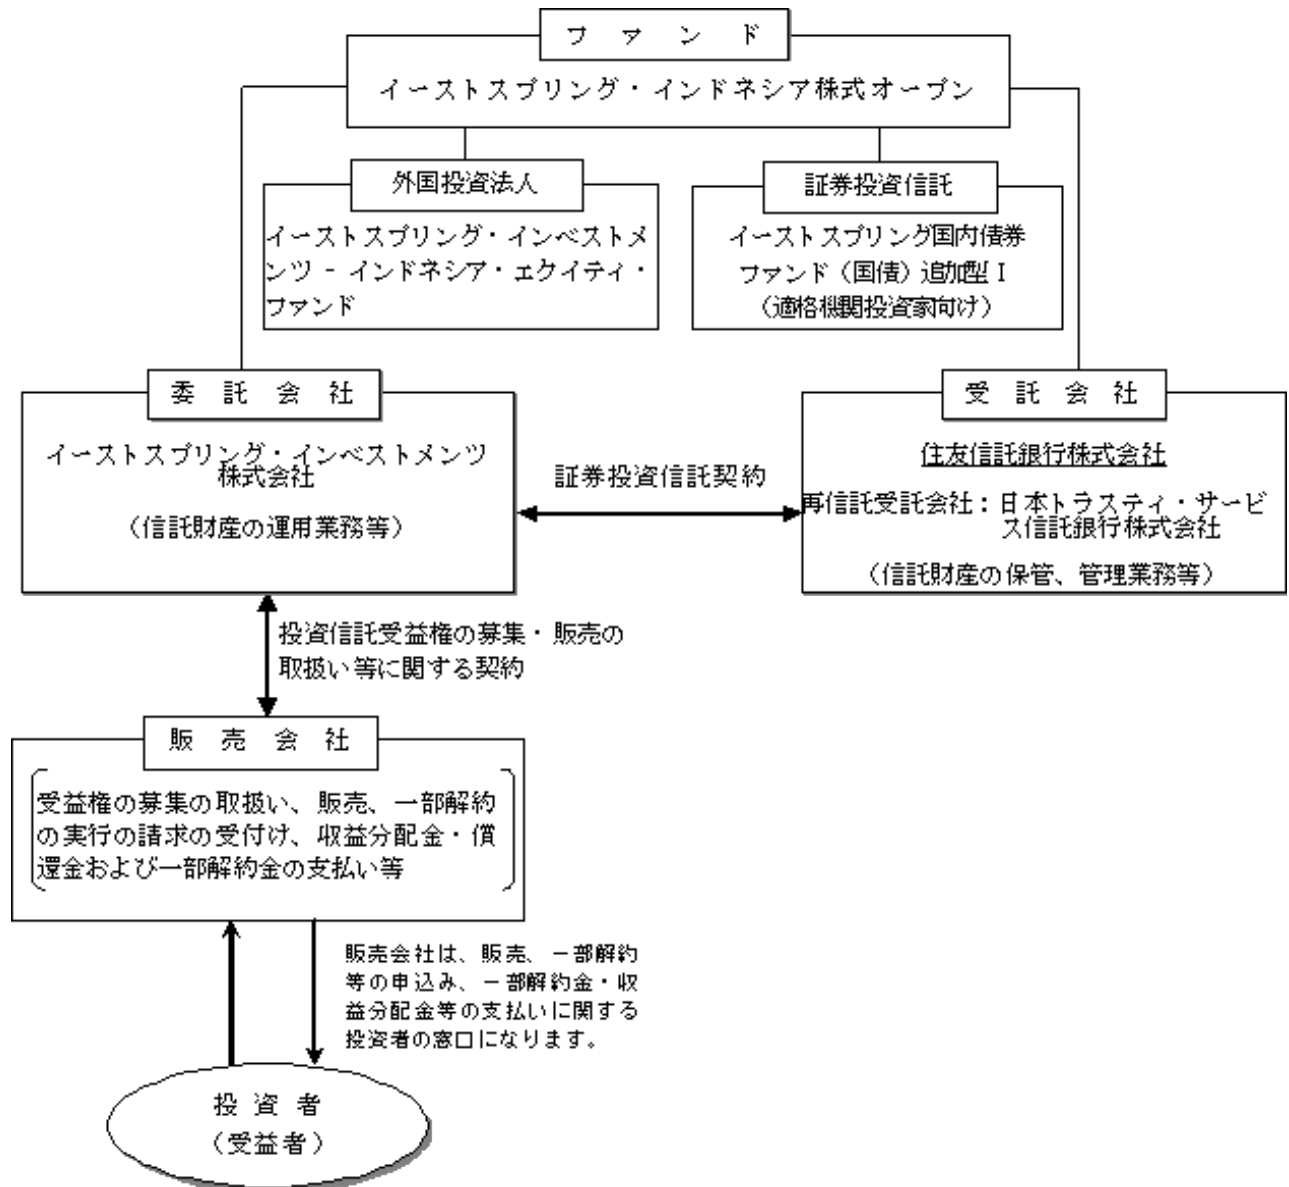 ファンド
イーストスプリング・インドネシア株式オープン
外国投資法人
イーストスプリング・インベストメ
ンツ - インドネシア・エクイティ・
ファンド
証券投資信託
イーストスプリング国内債券
ファンド（国債）追加型Ⅰ
（適格機関投資家向け）
委託会社
イーストスプリング・インベストメンツ
株式会社
（信託財産の運用業務等）
証券投資信託契約
受託会社
住友信託銀行株式会社
再信託受託会社：日本トラスティ・サービ
ス信託銀行株式会社
（信託財産の保管、管理業務等）
投資信託受益権の募集・販売の
取扱い等に関する契約
販売会社
受益権の募集の取扱い、販売、一部解約
の実行の請求の受付け、収益分配金・償
還金および一部解約金の支払い等
販売会社は、販売、一部解約
等の申込み、一部解約金・収
益分配金等の支払いに関する
投資者の窓口になります。
投資者
（受益者）